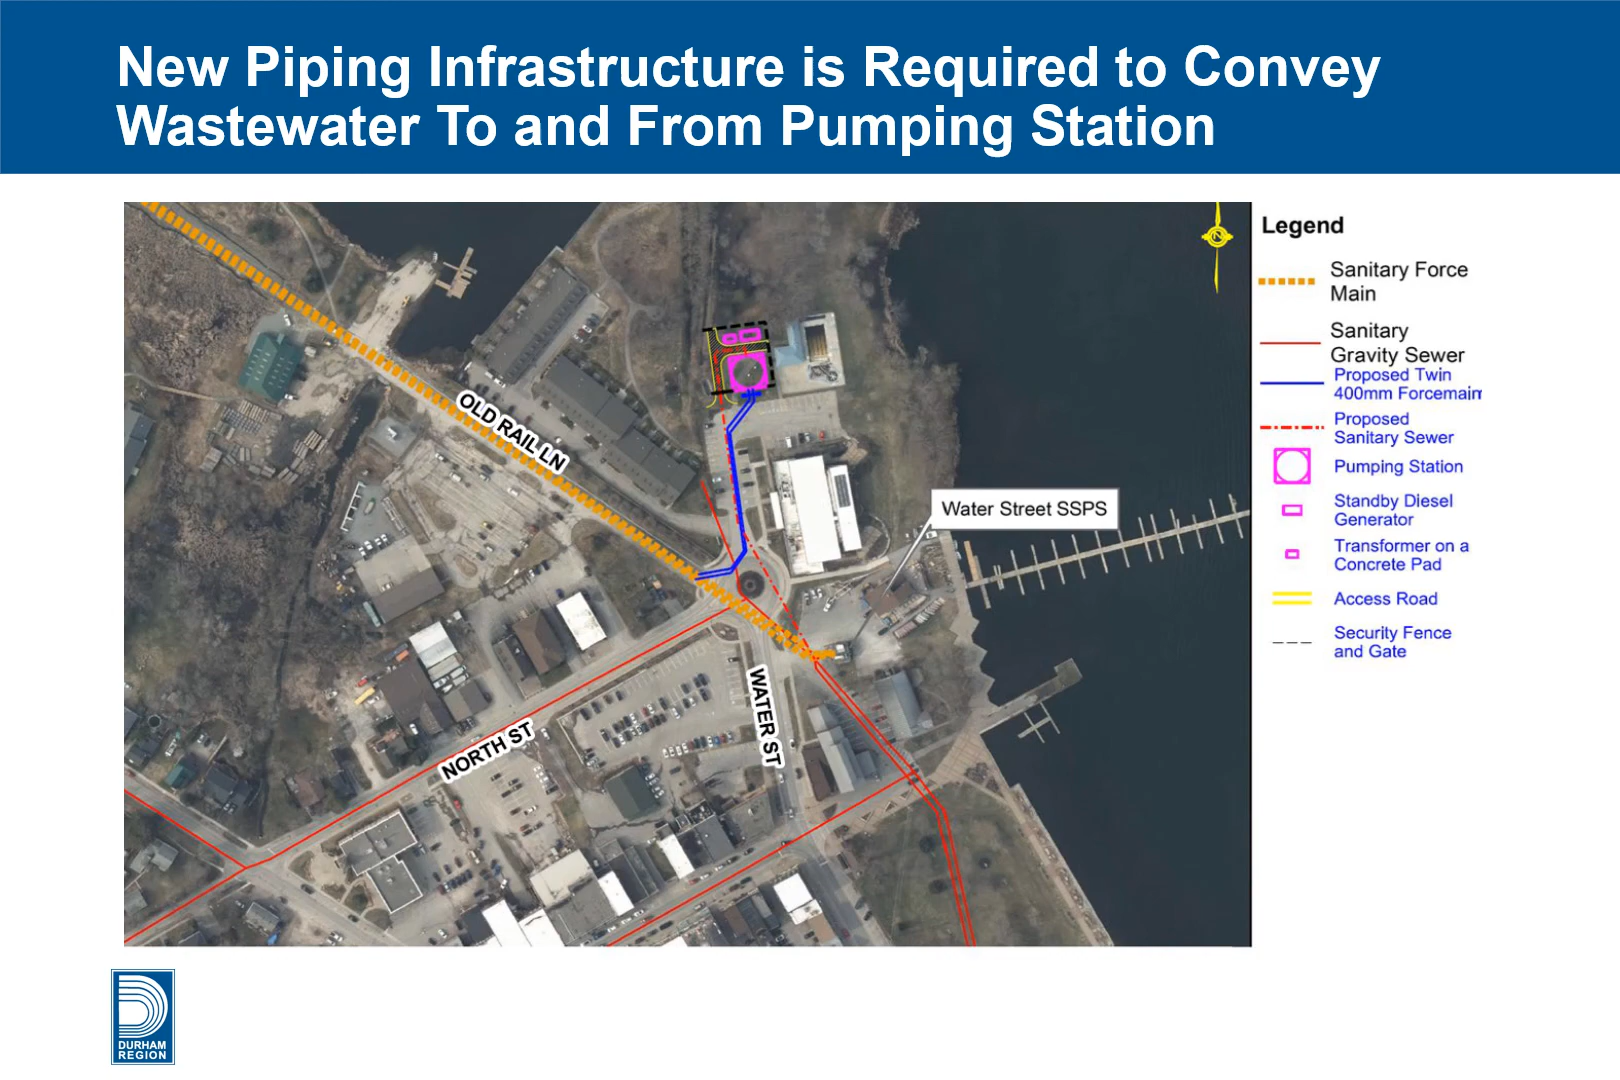 New Piping Infrastructure is Required to Convey
Wastewater To and From Pumping Station
OLD RAIL LN
NORTH ST
WATER ST
Water Street SSPS
N
Legend
Sanitary Force
Main
Sanitary
Gravity Sewer
Proposed Twin
400mm Forcemain
Proposed
Sanitary Sewer
Pumping Station
Standby Diesel
Generator
Transformer on a
Concrete Pad
Access Road
Security Fence
and Gate
DURHAM
REGION